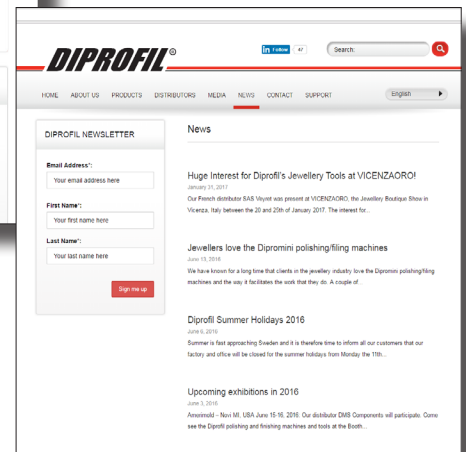 DIPROFIL®
in Follow 47
Search:
HOME ABOUT US PRODUCTS DISTRIBUTORS MEDIA NEWS CONTACT SUPPORT
English
DIPROFIL NEWSLETTER
Email Address*:
Your email address here
First Name*:
Your first name here
Last Name*:
Your last name here
Sign me up
News
Huge Interest for Diprofil's Jewellery Tools at VICENZAORO!
January 31, 2017
Our French distributor SAS Veyret was present at VICENZAORO, the Jewellery Boutique Show in
Vicenza, Italy between the 20 and 25th of January 2017. The interest for...
Jewellers love the Dipromini polishing/filing machines
June 13, 2016
We have known for a long time that clients in the jewellery industry love the Dipromini polishing/filing
machines and the way it facilitates the work that they do. A couple of...
Diprofil Summer Holidays 2016
June 6, 2016
Summer is fast approaching Sweden and it is therefore time to inform all our customers that our
factory and office will be closed for the summer holidays from Monday the 11th...
Upcoming exhibitions in 2016
June 3, 2016
Amerimold – Novi MI, USA June 15-16, 2016. Our distributor DMS Components will participate. Come
see the Diprofil polishing and finishing machines and tools at the Booth...